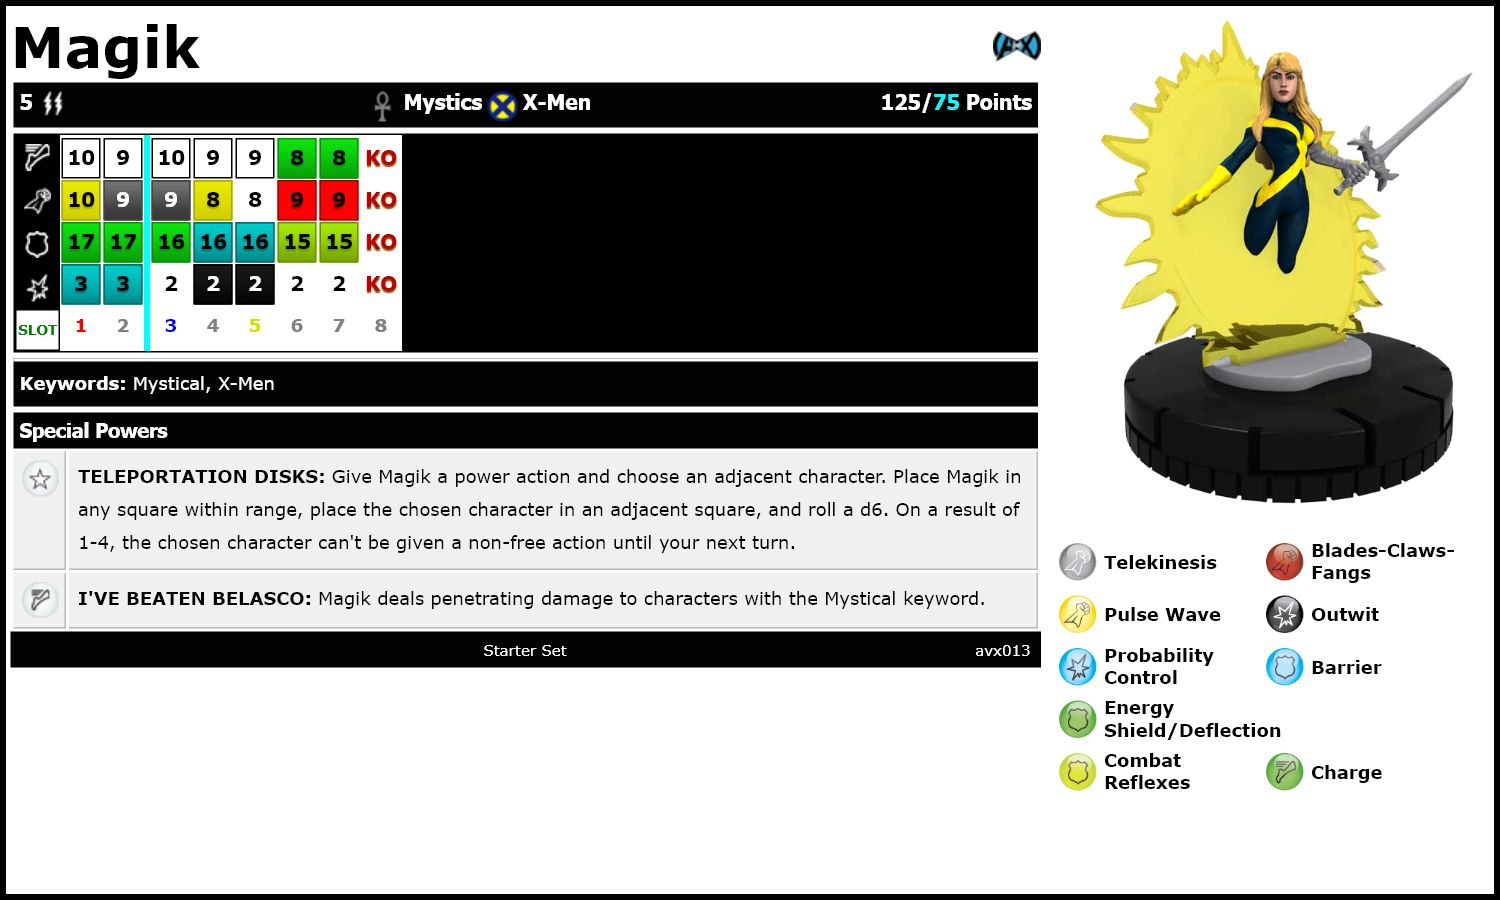 Magik
5 Mystics X-Men 125/75 Points
10 9 10 9 9 8 8 KO
10 9 9 8 8 9 9 KO
17 17 16 16 16 15 15 KO
3 3 2 2 2 2 2 KO
SLOT 1 2 3 4 5 6 7 8
Keywords: Mystical, X-Men
Special Powers
TELEPORTATION DISKS: Give Magik a power action and choose an adjacent character. Place Magik in
any square within range, place the chosen character in an adjacent square, and roll a d6. On a result of
1-4, the chosen character can't be given a non-free action until your next turn.
I'VE BEATEN BELASCO: Magik deals penetrating damage to characters with the Mystical keyword.
Starter Set avx013
Telekinesis
Blades-Claws-
Fangs
Pulse Wave
Outwit
Probability
Control
Barrier
Energy
Shield/Deflection
Combat
Reflexes
Charge